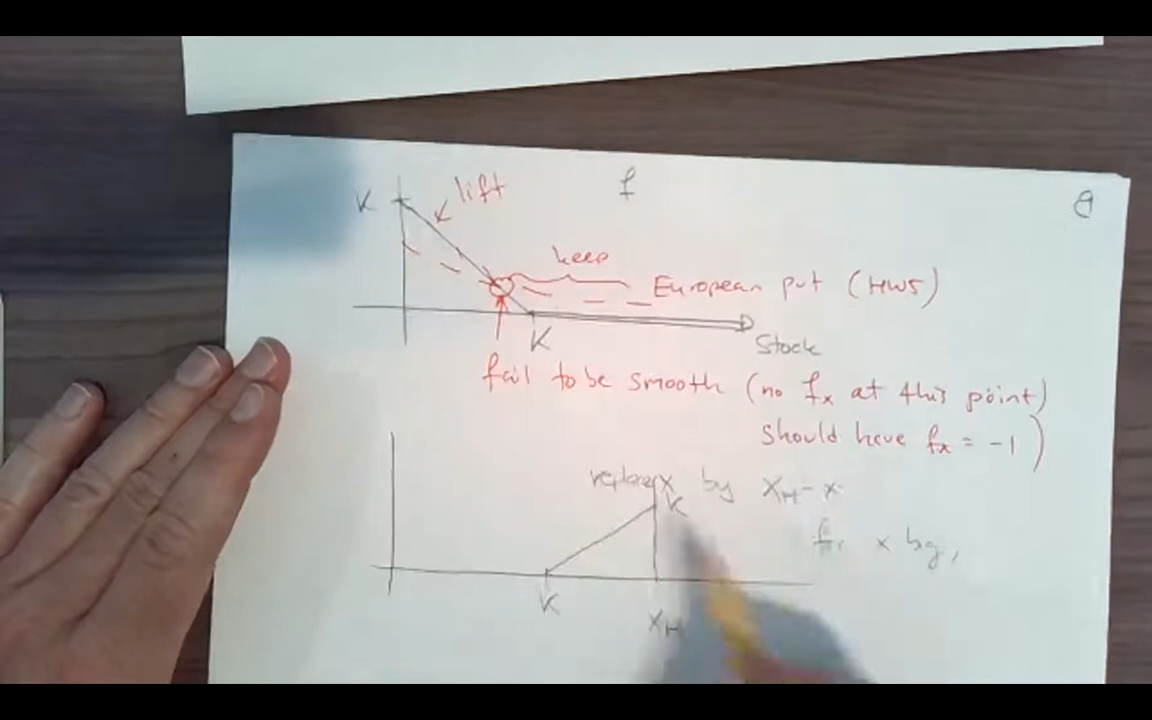 f
K lift
keep
European put (HW5)
K
Stock
fail to be smooth (no fx at this point)
should have fx = -1)
replace x by xH - x
K
x big,
K
xH